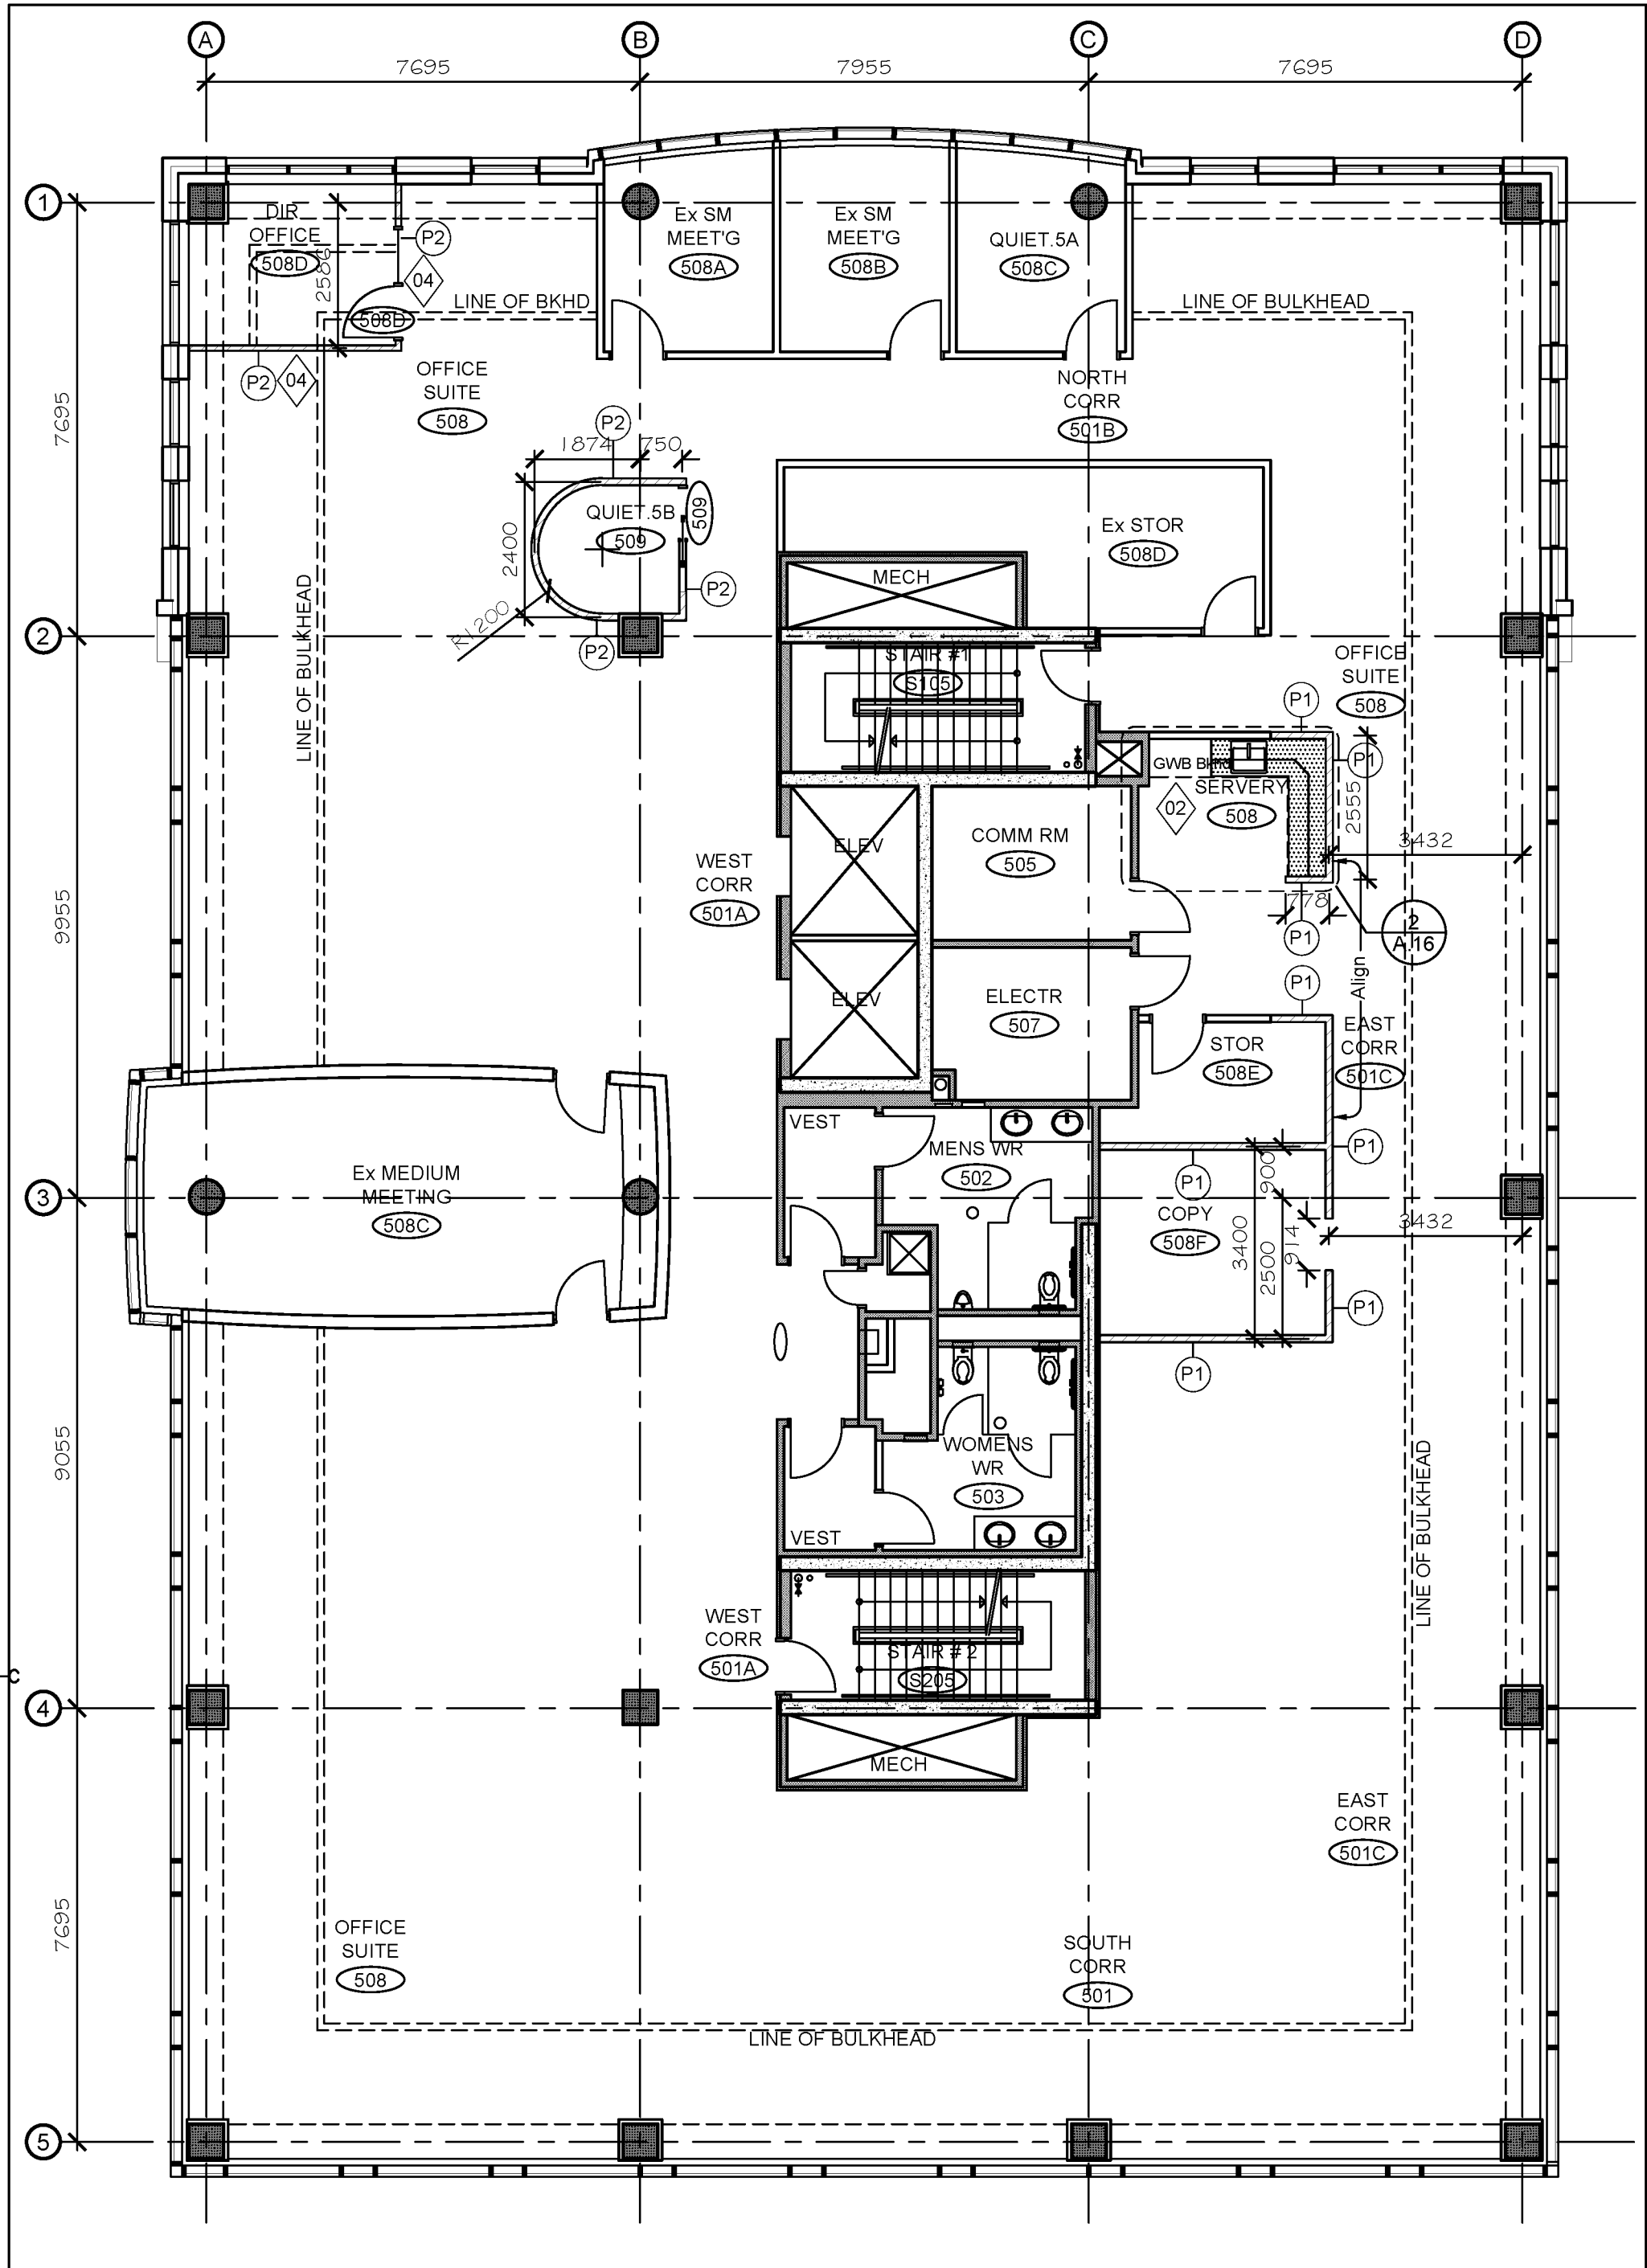 A
B
C
D
7695
7955
7695
1
DIR
OFFICE
508D
2586
P2
04
508D
P2
04
LINE OF BKHD
Ex SM
MEET'G
508A
Ex SM
MEET'G
508B
QUIET.5A
508C
LINE OF BULKHEAD
OFFICE
SUITE
508
NORTH
CORR
501B
7695
P2
1874
750
QUIET.5B
509
509
2400
R1200
P2
P2
Ex STOR
508D
MECH
LINE OF BULKHEAD
2
STAIR #1
S105
OFFICE
SUITE
508
P1
P1
GWB BKHD
SERVERY
508
02
2555
3432
778
P1
2
A.16
Align
P1
WEST
CORR
501A
ELEV
ELEV
COMM RM
505
ELECTR
507
9955
STOR
508E
EAST
CORR
501C
VEST
MENS WR
502
P1
P1
900
3
Ex MEDIUM
MEETING
508C
COPY
508F
3400
2500
914
3432
P1
P1
9055
WOMENS
WR
503
VEST
LINE OF BULKHEAD
WEST
CORR
501A
STAIR # 2
S205
C
4
MECH
EAST
CORR
501C
7695
OFFICE
SUITE
508
SOUTH
CORR
501
LINE OF BULKHEAD
5